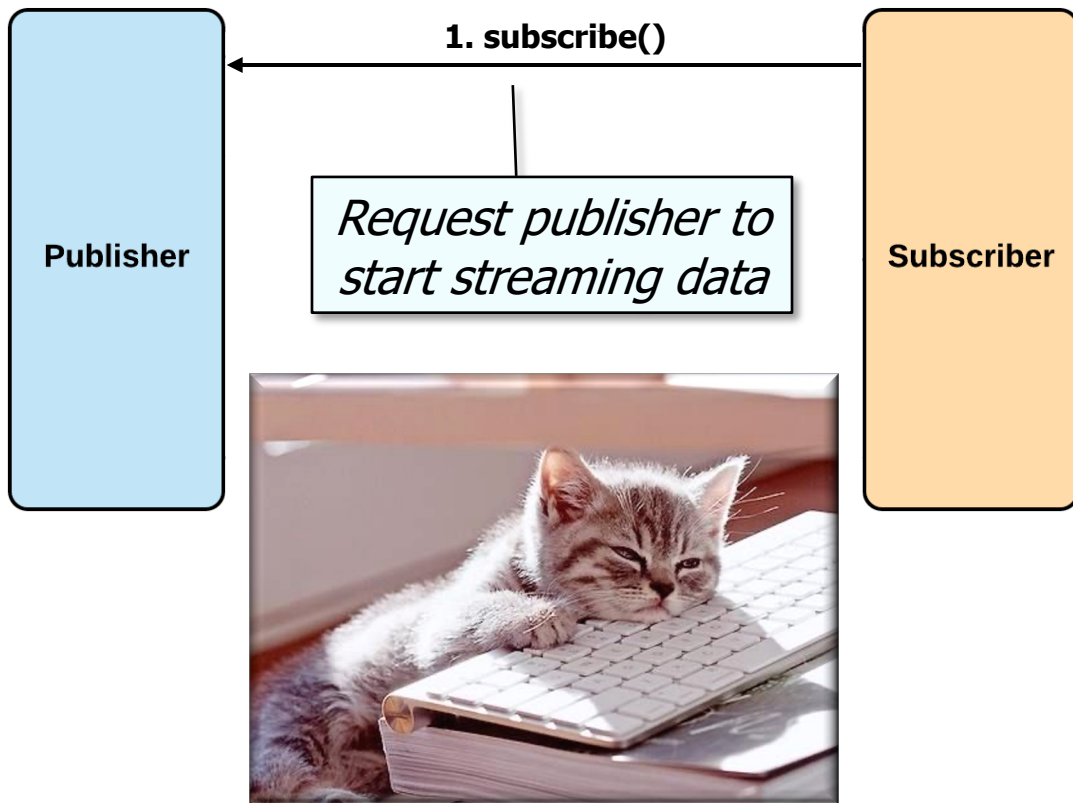 1. subscribe()
Publisher
Request publisher to
start streaming data
Subscriber